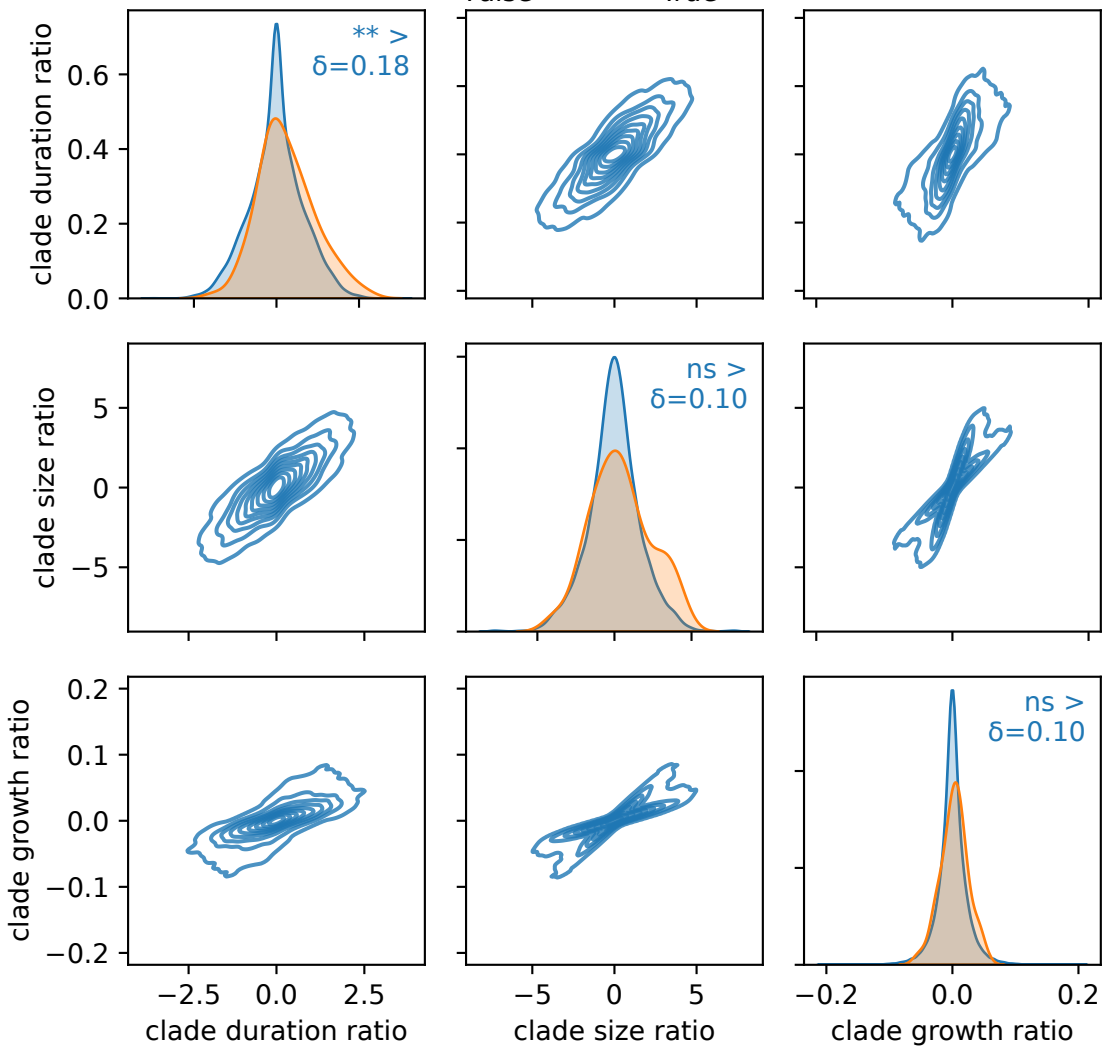 clade duration ratio
0.6
0.4
0.2
0.0
** >
δ=0.18
clade size ratio
5
0
−5
ns >
δ=0.10
clade growth ratio
0.2
0.1
0.0
−0.1
−0.2
ns >
δ=0.10
−2.5 0.0 2.5
clade duration ratio
−5 0 5
clade size ratio
−0.2 0.0 0.2
clade growth ratio